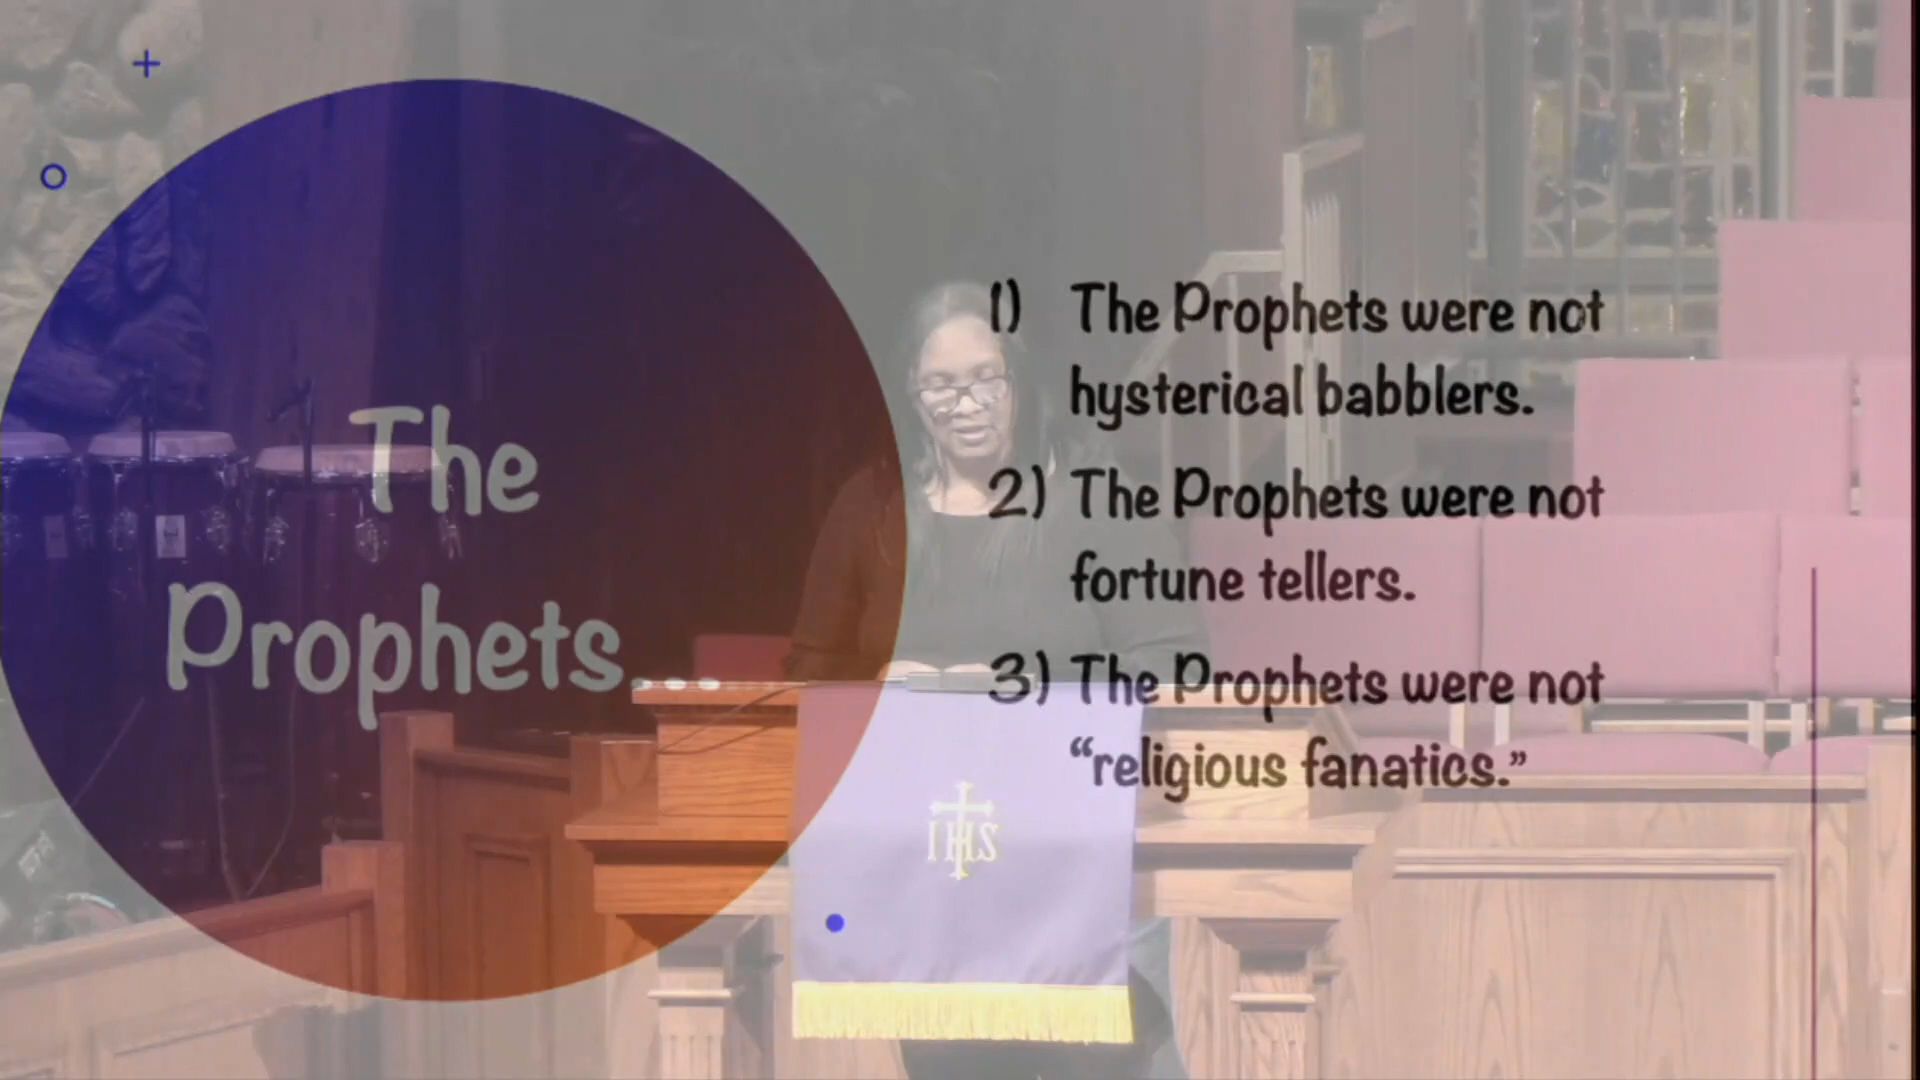 The
Prophets
1) The Prophets were not
hysterical babblers.
2) The Prophets were not
fortune tellers.
3) The Prophets were not
“religious fanatics.”
IHS